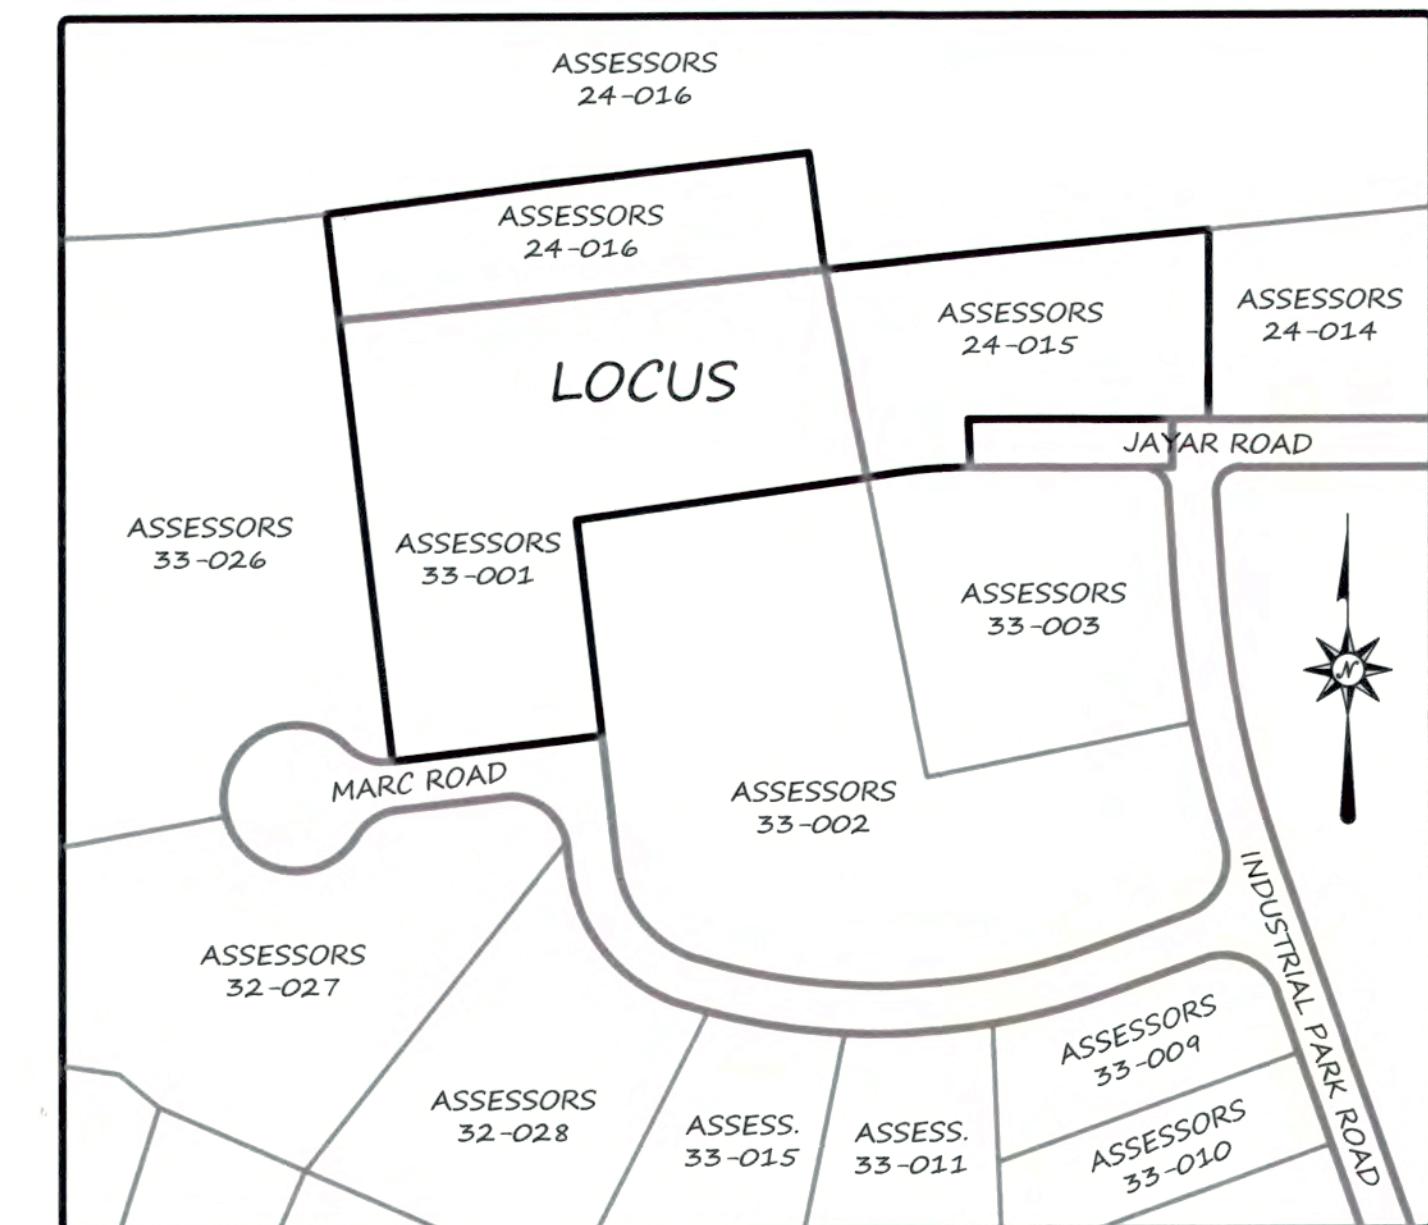 ASSESSORS
24-016
ASSESSORS
24-016
ASSESSORS
24-015
ASSESSORS
24-014
LOCUS
JAYAR ROAD
ASSESSORS
33-026
ASSESSORS
33-001
ASSESSORS
33-003
N
MARC ROAD
ASSESSORS
33-002
INDUSTRIAL PARK ROAD
ASSESSORS
32-027
ASSESSORS
33-009
ASSESSORS
32-028
ASSESS.
33-015
ASSESS.
33-011
ASSESSORS
33-010